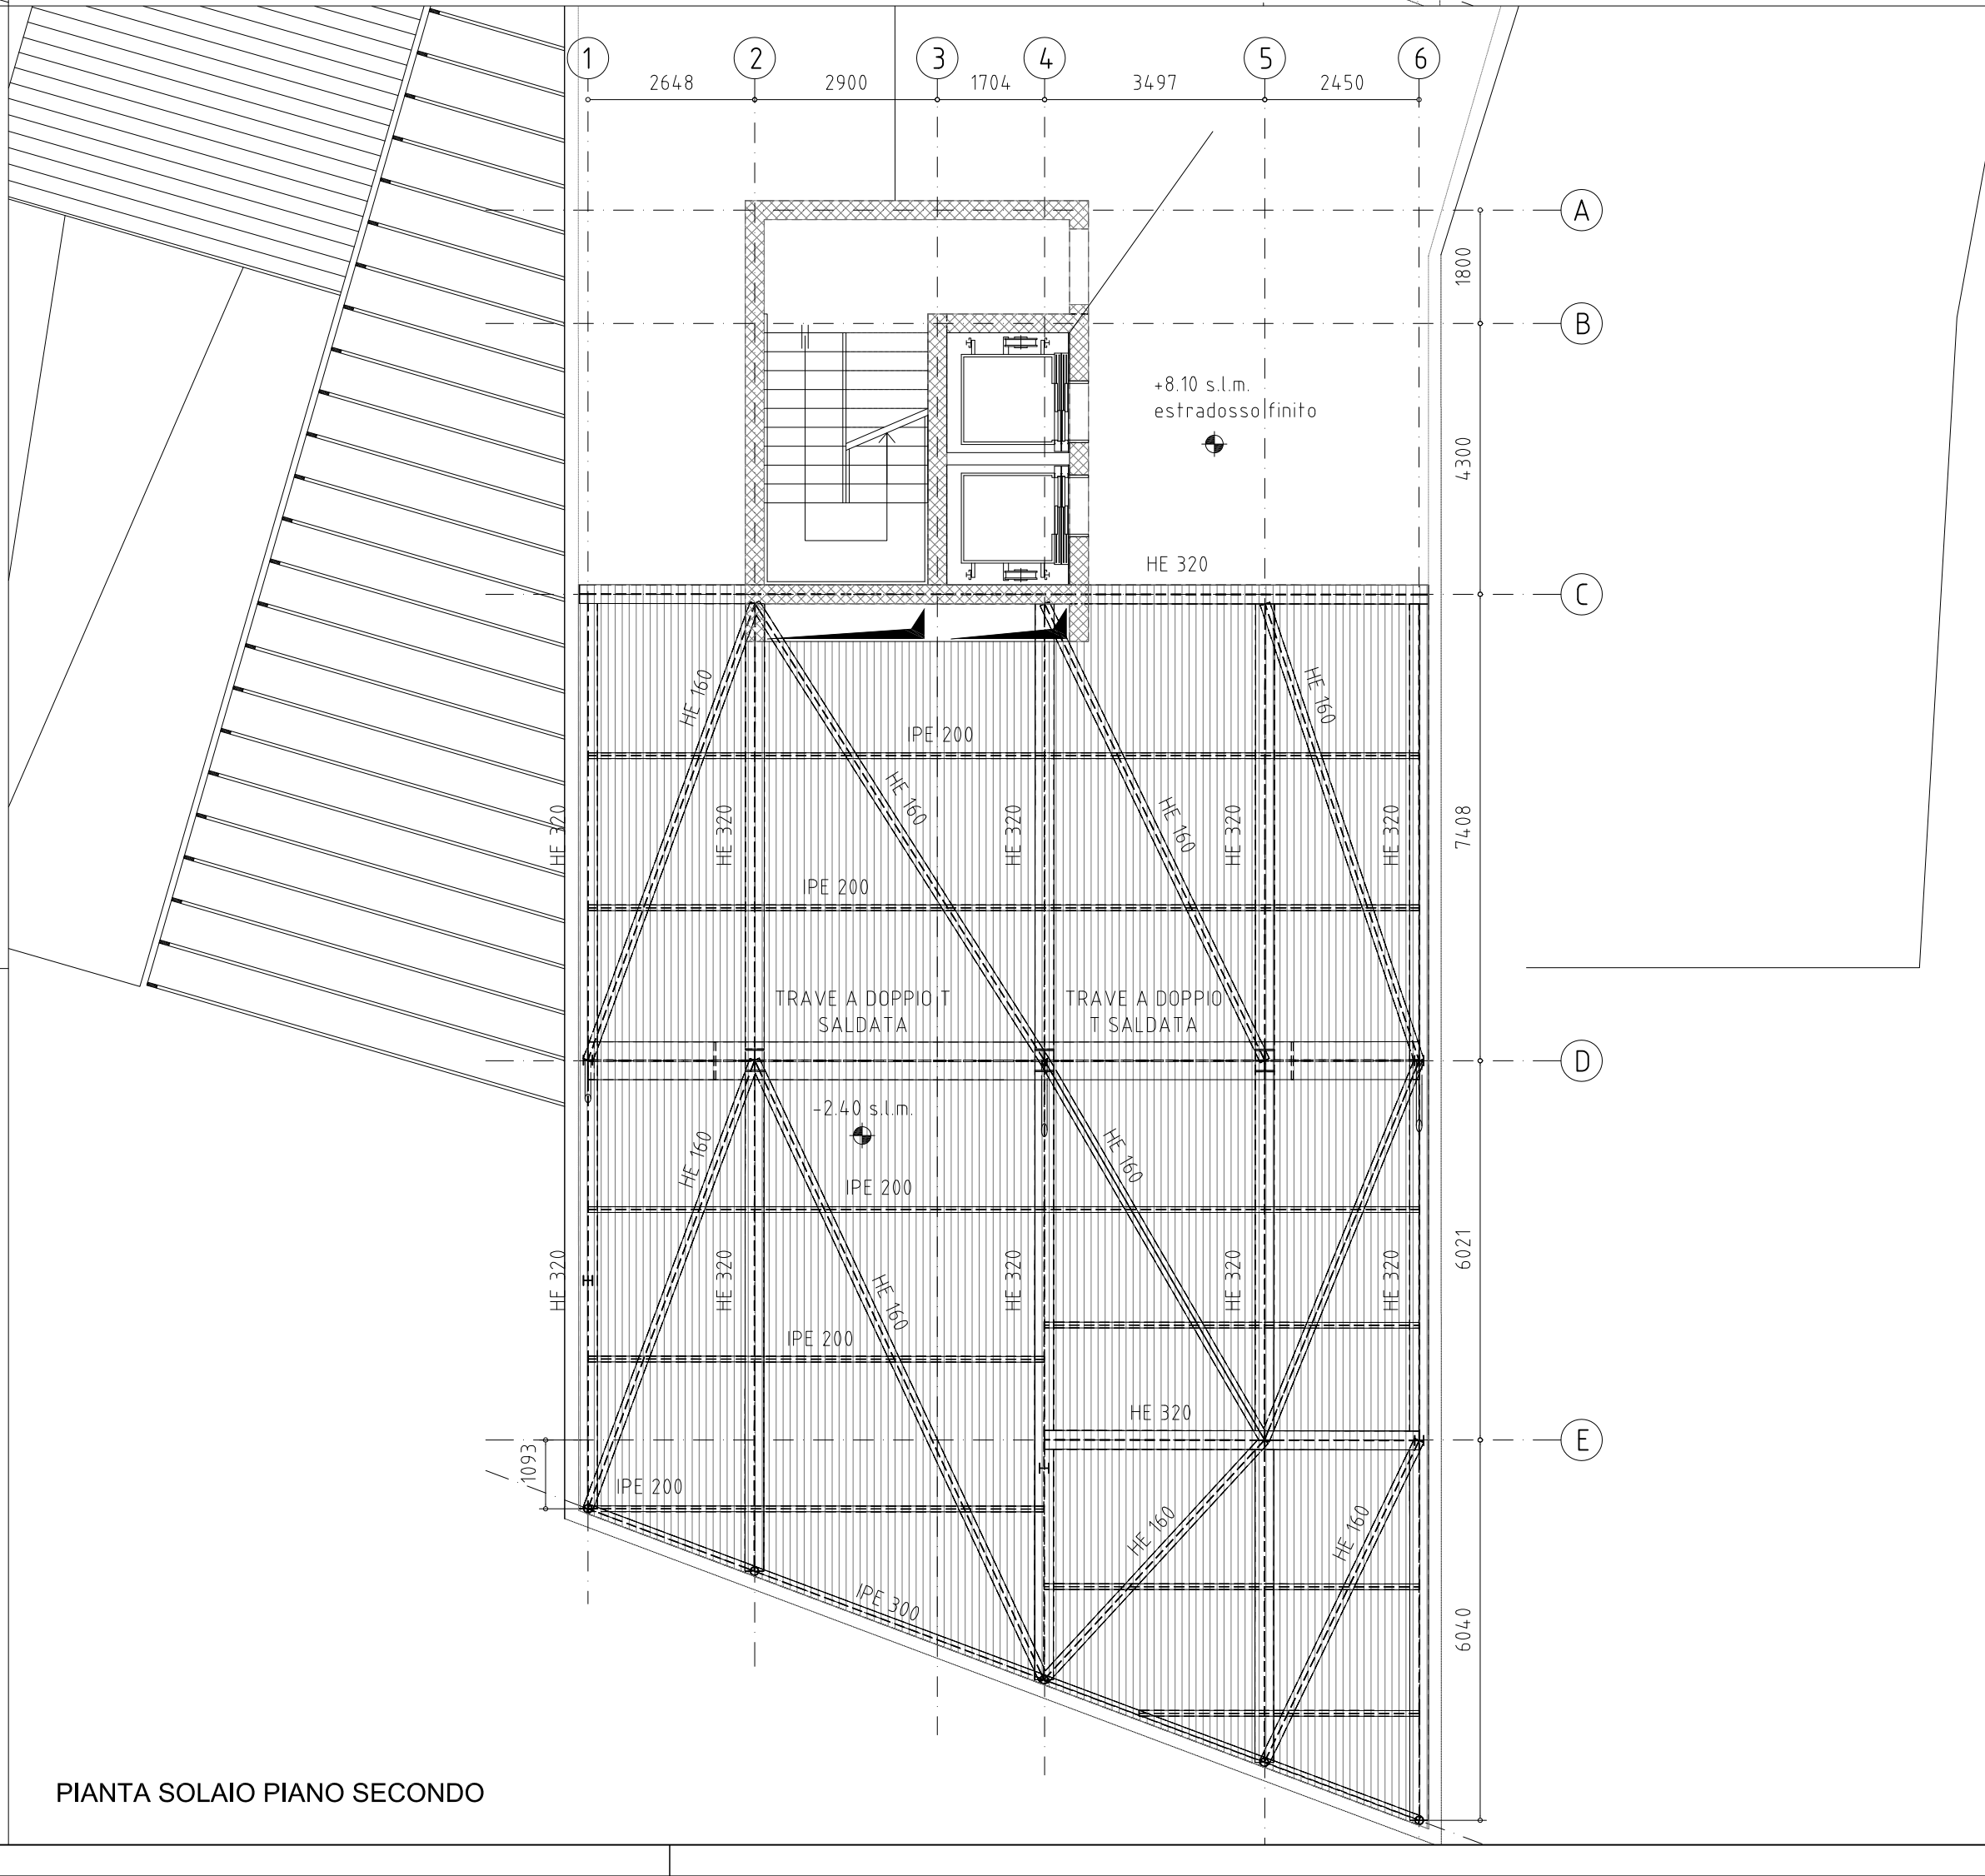 1 2 3 4 5 6
2648 2900 1704 3497 2450
A
1800
B
+8.10 s.l.m.
estradosso finito
4300
HE 320
C
HE 160
HE 160
IPE 200
HE 160
HE 160
HE 320
HE 320
HE 320
HE 320
HE 320
7408
IPE 200
TRAVE A DOPPIO T
SALDATA
TRAVE A DOPPIO
T SALDATA
D
-2.40 s.l.m.
HE 160
HE 160
IPE 200
HE 320
HE 320
HE 320
HE 320
HE 320
6021
HE 160
IPE 200
HE 320
E
1093
IPE 200
HE 160
HE 160
IPE 300
6040
PIANTA SOLAIO PIANO SECONDO